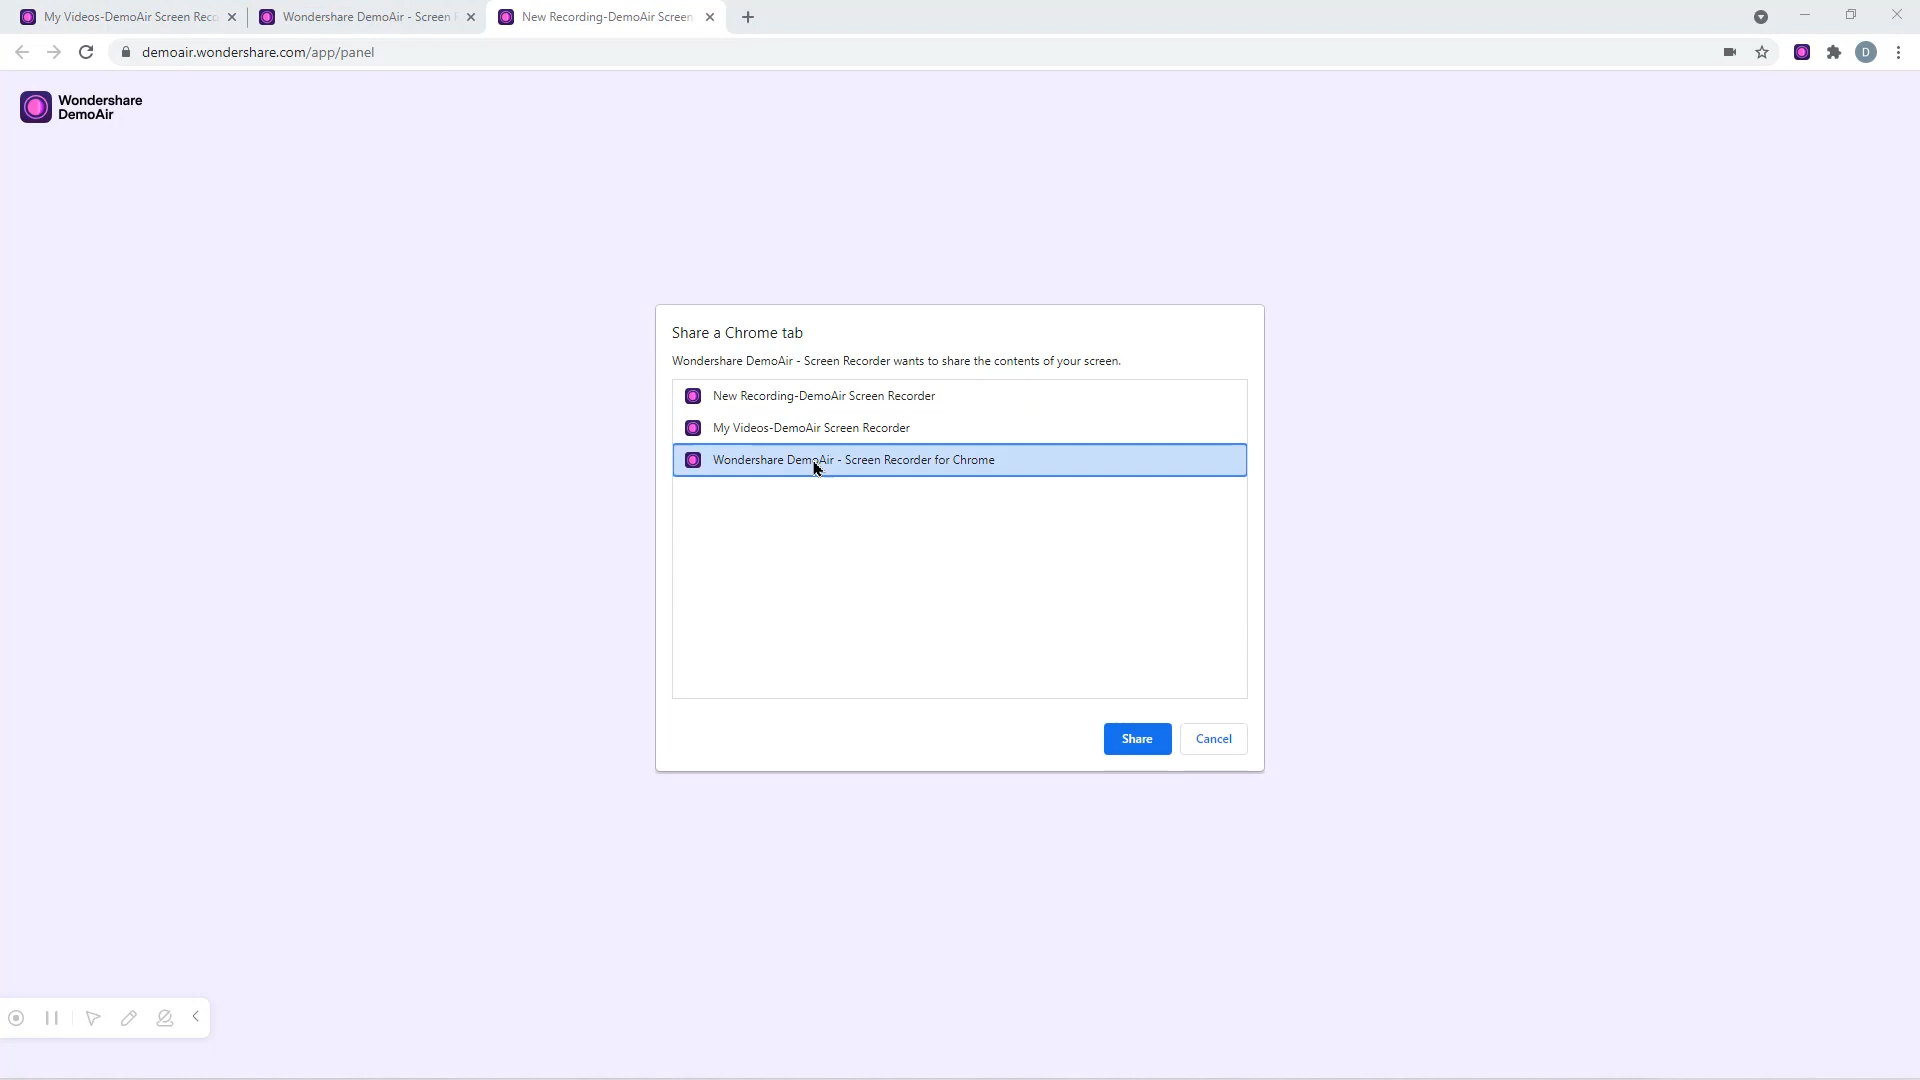 My Videos-DemoAir Screen Reco
Wondershare DemoAir - Screen
New Recording-DemoAir Screen
demoair.wondershare.com/app/panel
D
Wondershare
DemoAir
Share a Chrome tab
Wondershare DemoAir - Screen Recorder wants to share the contents of your screen.
New Recording-DemoAir Screen Recorder
My Videos-DemoAir Screen Recorder
Wondershare DemoAir - Screen Recorder for Chrome
Share
Cancel